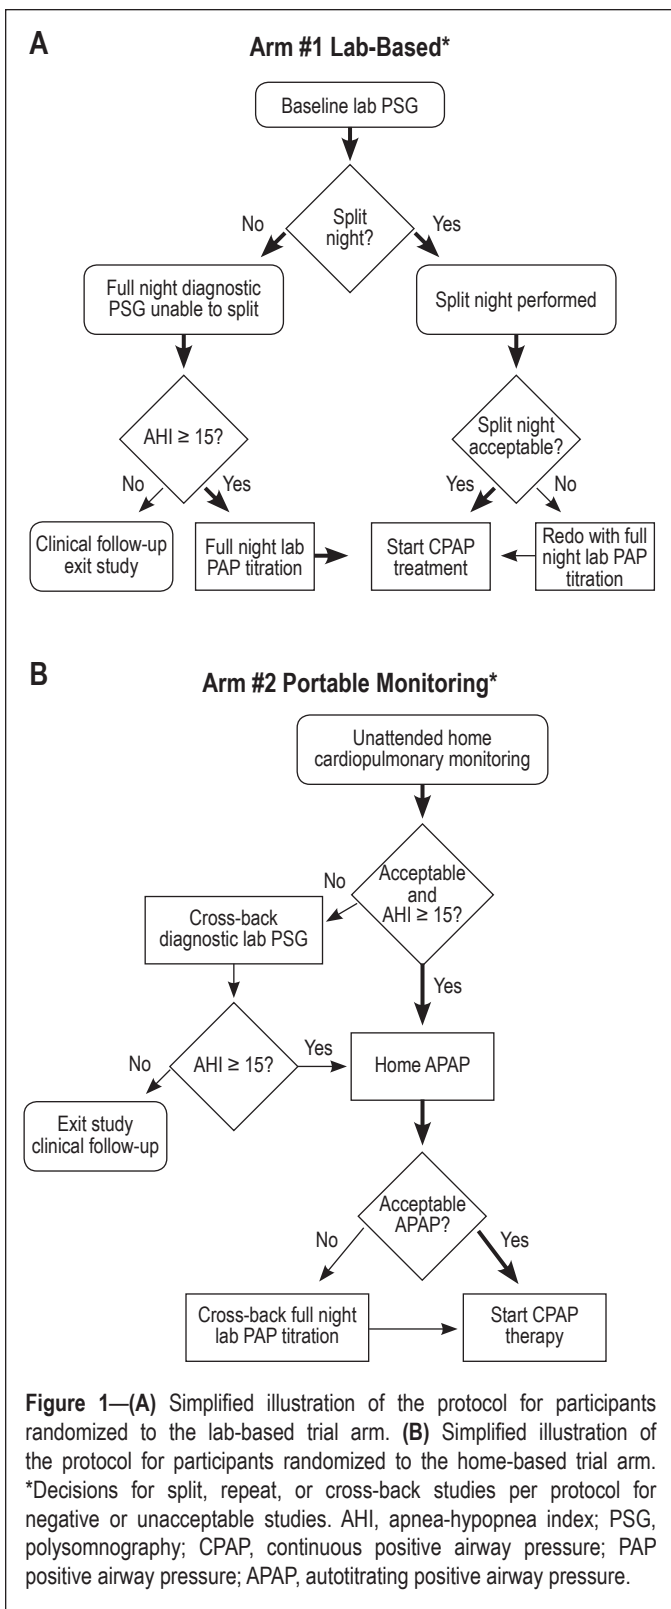 A
Arm #1 Lab-Based*
Baseline lab PSG
Split
night?
No
Yes
Full night diagnostic
PSG unable to split
Split night performed
AHI ≥ 15?
Split night
acceptable?
No
Yes
Yes
No
Clinical follow-up
exit study
Full night lab
PAP titration
Start CPAP
treatment
Redo with full
night lab PAP
titration
B
Arm #2 Portable Monitoring*
Unattended home
cardiopulmonary monitoring
Acceptable
and
AHI ≥ 15?
No
Cross-back
diagnostic lab PSG
Yes
AHI ≥ 15?
No
Yes
Home APAP
Exit study
clinical follow-up
Acceptable
APAP?
No
Yes
Cross-back full night
lab PAP titration
Start CPAP
therapy
Figure 1—(A) Simplified illustration of the protocol for participants
randomized to the lab-based trial arm. (B) Simplified illustration of
the protocol for participants randomized to the home-based trial arm.
*Decisions for split, repeat, or cross-back studies per protocol for
negative or unacceptable studies. AHI, apnea-hypopnea index; PSG,
polysomnography; CPAP, continuous positive airway pressure; PAP
positive airway pressure; APAP, autotitrating positive airway pressure.